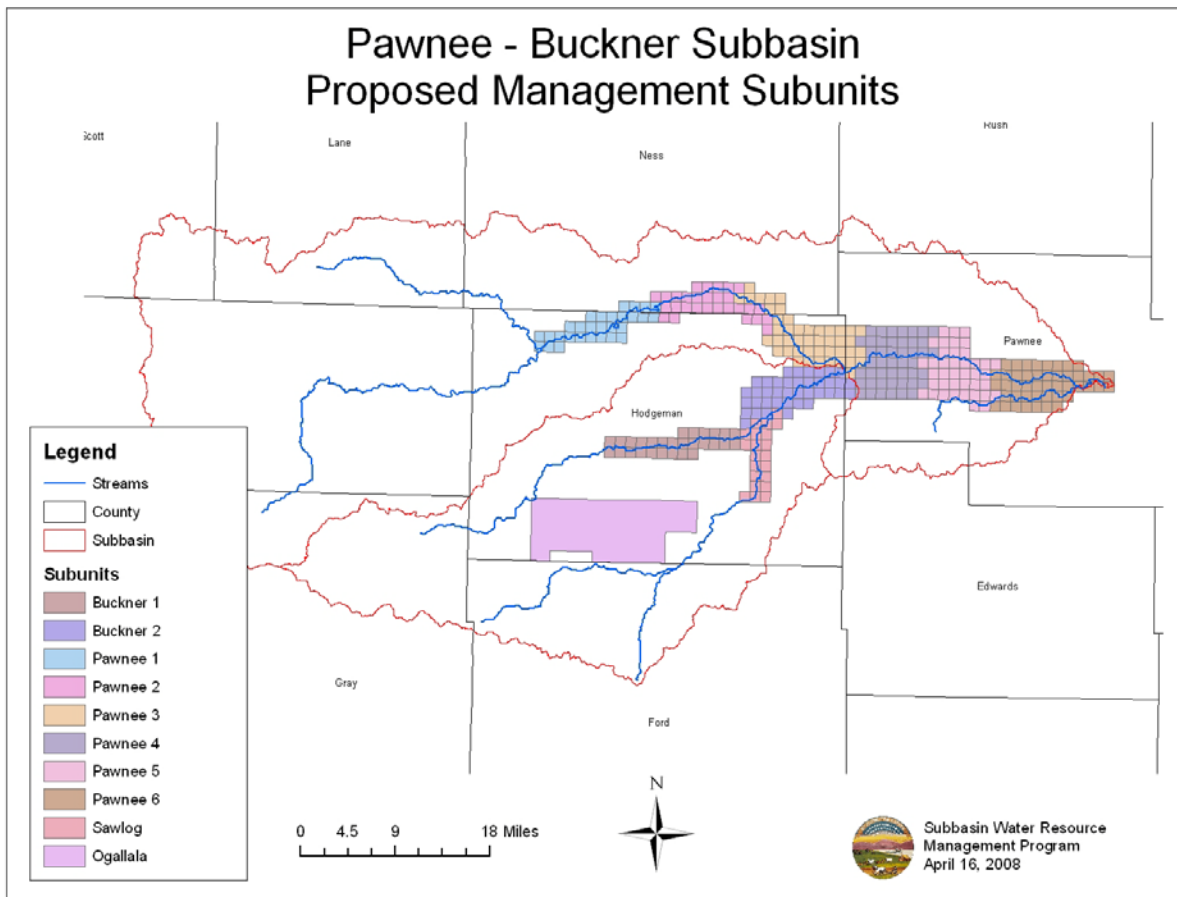 Pawnee - Buckner Subbasin
Proposed Management Subunits
Scott
Lane
Ness
Rush
Pawnee
Hodgeman
Edwards
Gray
Ford
Legend
Streams
County
Subbasin
Subunits
Buckner 1
Buckner 2
Pawnee 1
Pawnee 2
Pawnee 3
Pawnee 4
Pawnee 5
Pawnee 6
Sawlog
Ogallala
N
0 4.5 9 18 Miles
Subbasin Water Resource
Management Program
April 16, 2008